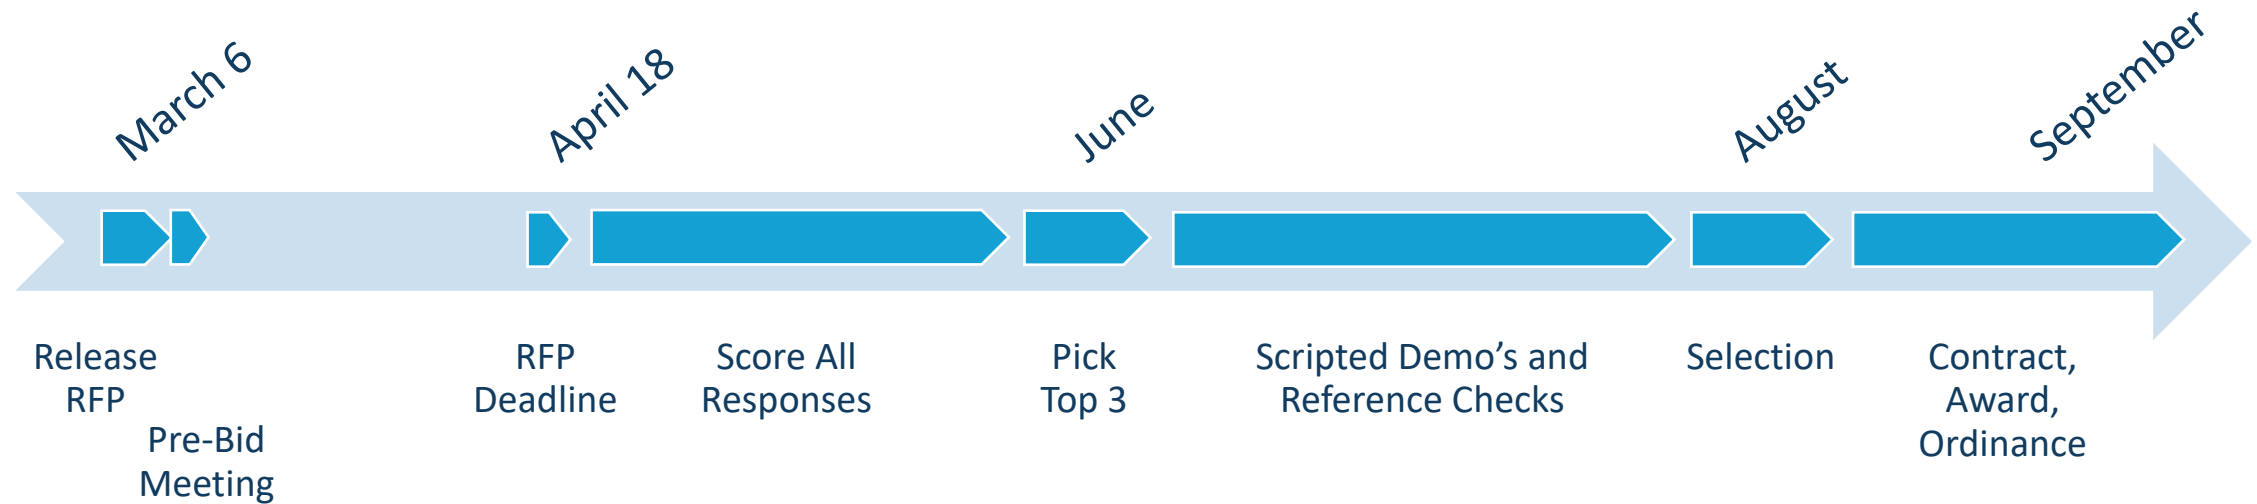 March 6
April 18
June
August
September
Release
RFP
Pre-Bid
Meeting
RFP
Deadline
Score All
Responses
Pick
Top 3
Scripted Demo’s and
Reference Checks
Selection
Contract,
Award,
Ordinance